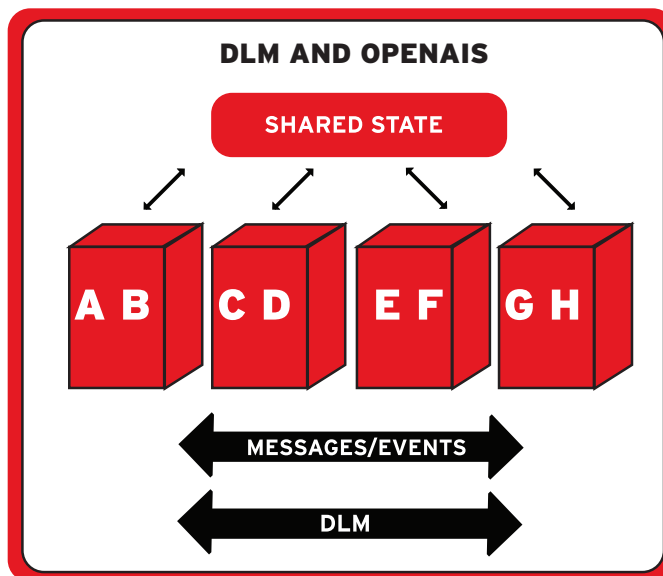 DLM AND OPENAIS
SHARED STATE
A B
C D
E F
G H
MESSAGES/EVENTS
DLM